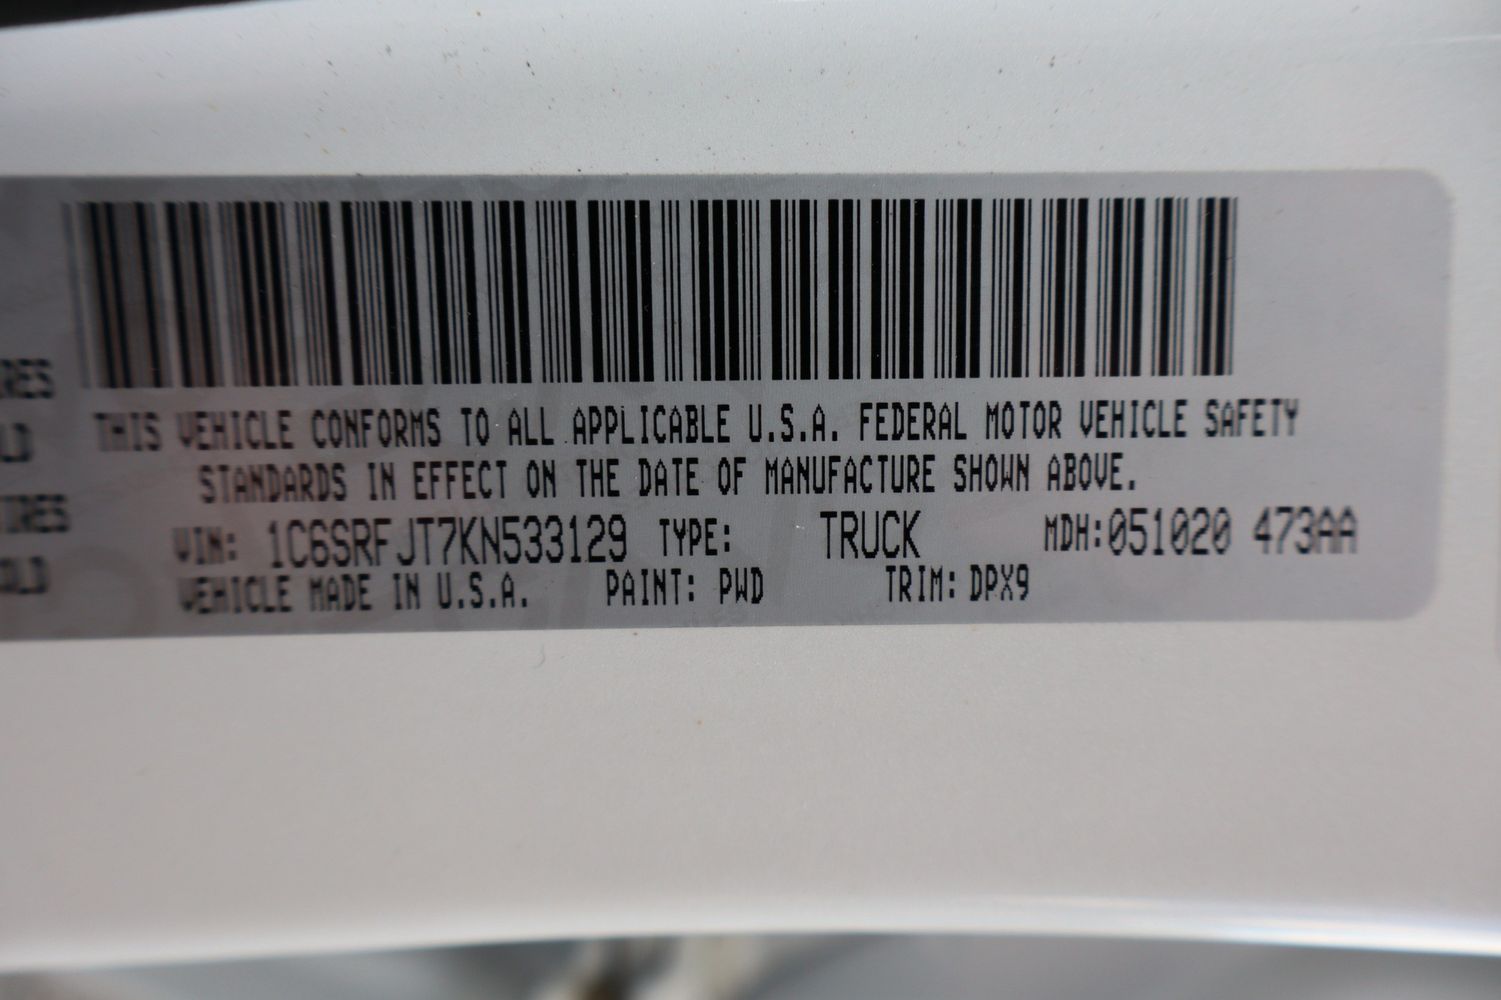 THIS VEHICLE CONFORMS TO ALL APPLICABLE U.S.A. FEDERAL MOTOR VEHICLE SAFETY
STANDARDS IN EFFECT ON THE DATE OF MANUFACTURE SHOWN ABOVE.
VIN: 1C6SRFJT7KN533129 TYPE: TRUCK MDH:051020 473AA
VEHICLE MADE IN U.S.A. PAINT: PWD TRIM: DPX9